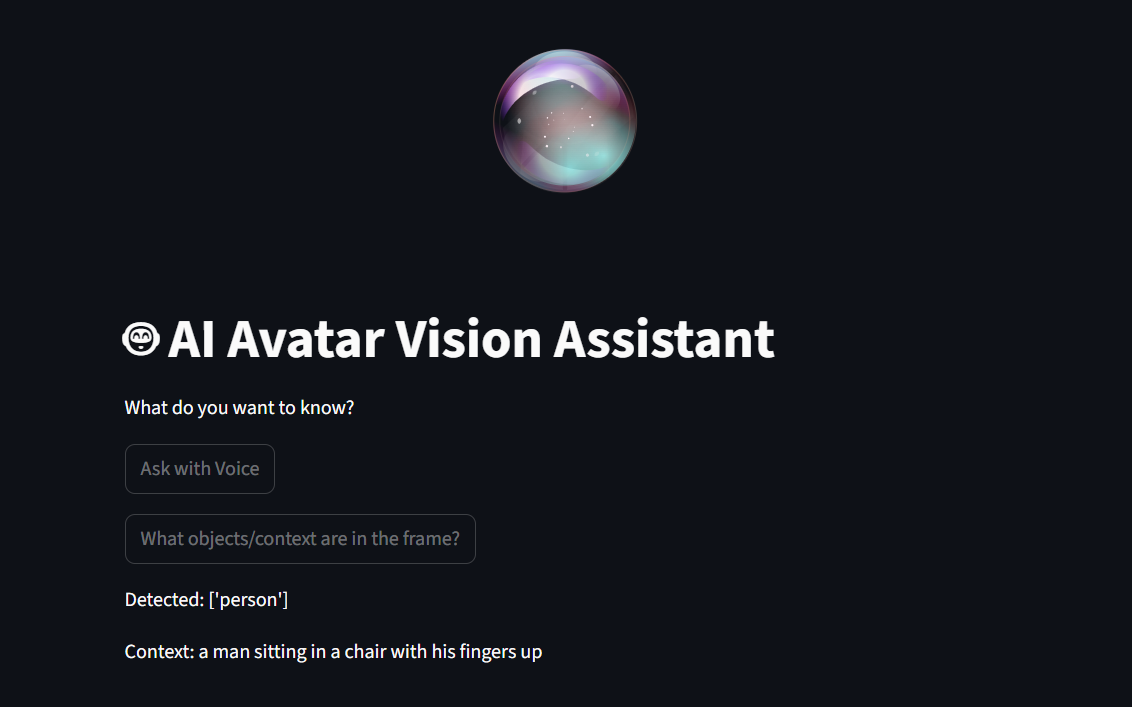 AI Avatar Vision Assistant
What do you want to know?
Ask with Voice
What objects/context are in the frame?
Detected: ['person']
Context: a man sitting in a chair with his fingers up